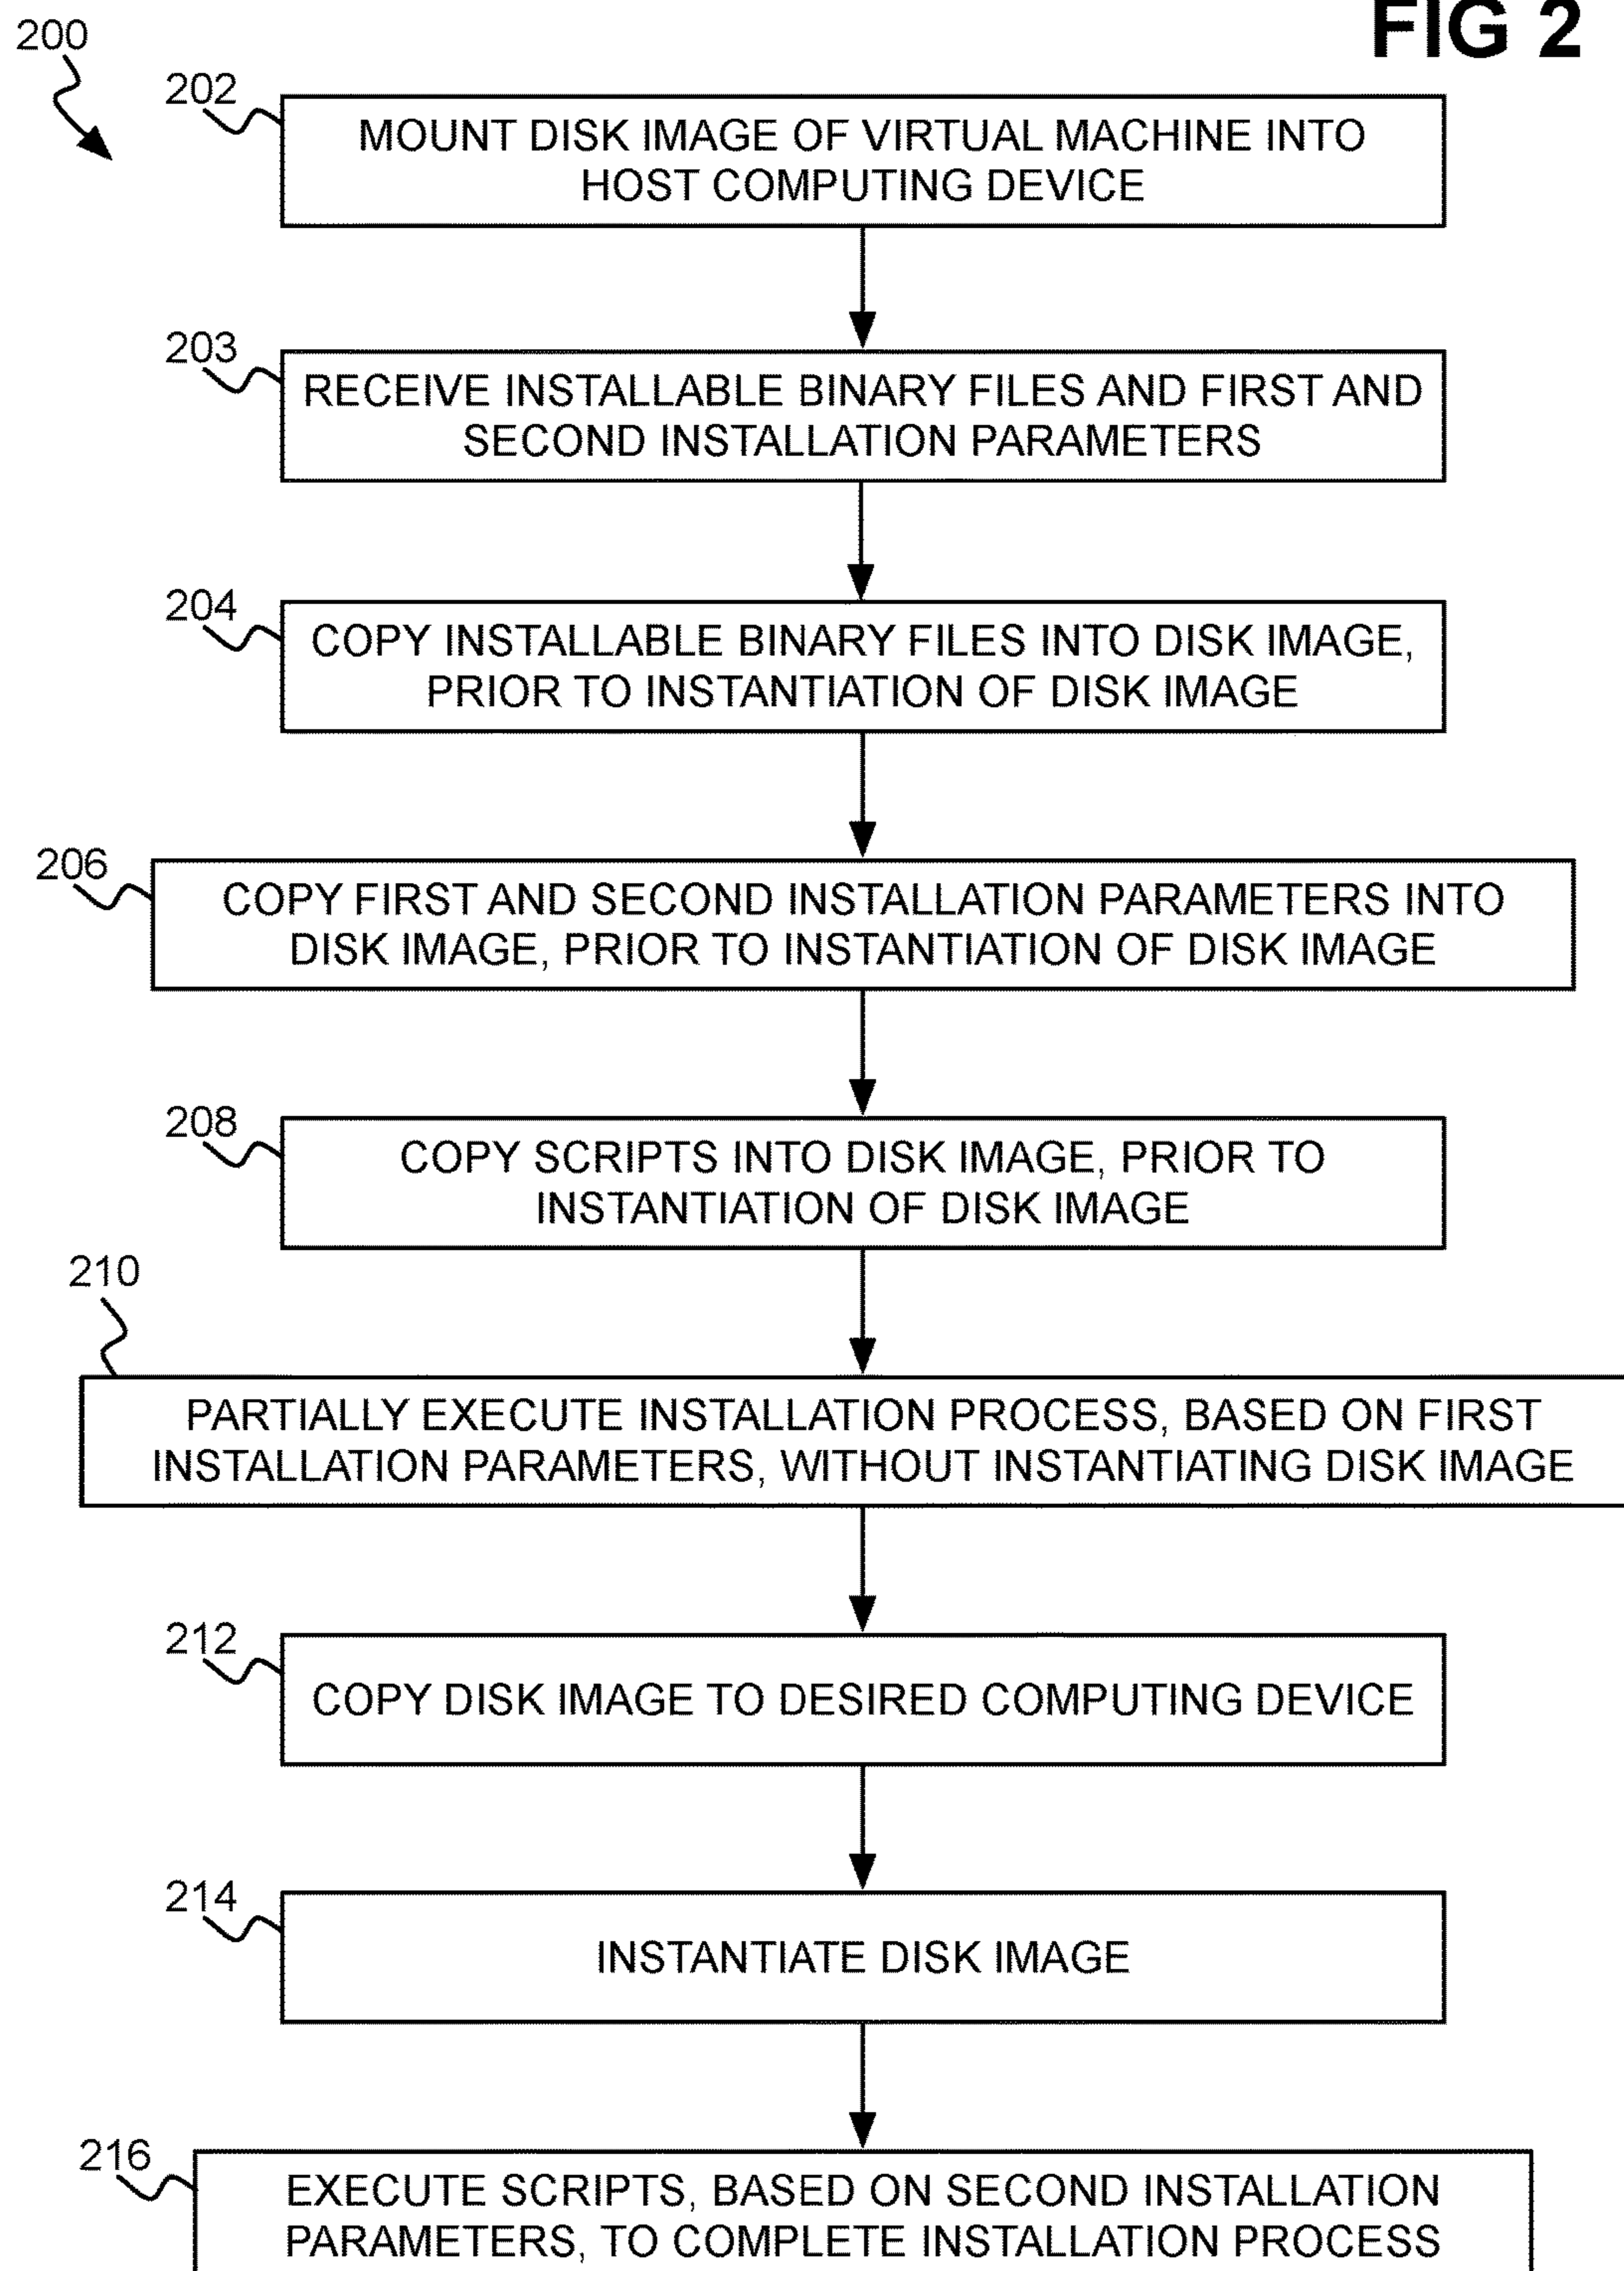 FIG 2
200
202
MOUNT DISK IMAGE OF VIRTUAL MACHINE INTO
HOST COMPUTING DEVICE
203
RECEIVE INSTALLABLE BINARY FILES AND FIRST AND
SECOND INSTALLATION PARAMETERS
204
COPY INSTALLABLE BINARY FILES INTO DISK IMAGE,
PRIOR TO INSTANTIATION OF DISK IMAGE
206
COPY FIRST AND SECOND INSTALLATION PARAMETERS INTO
DISK IMAGE, PRIOR TO INSTANTIATION OF DISK IMAGE
208
COPY SCRIPTS INTO DISK IMAGE, PRIOR TO
INSTANTIATION OF DISK IMAGE
210
PARTIALLY EXECUTE INSTALLATION PROCESS, BASED ON FIRST
INSTALLATION PARAMETERS, WITHOUT INSTANTIATING DISK IMAGE
212
COPY DISK IMAGE TO DESIRED COMPUTING DEVICE
214
INSTANTIATE DISK IMAGE
216
EXECUTE SCRIPTS, BASED ON SECOND INSTALLATION
PARAMETERS, TO COMPLETE INSTALLATION PROCESS